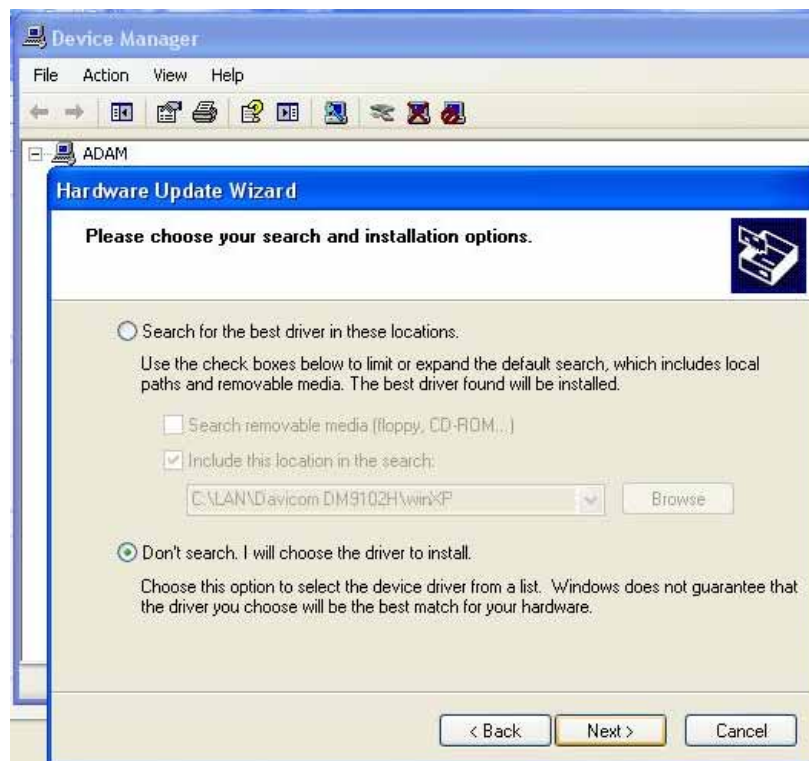 Device Manager
File Action View Help
ADAM
Hardware Update Wizard
Please choose your search and installation options.
Search for the best driver in these locations.
Use the check boxes below to limit or expand the default search, which includes local
paths and removable media. The best driver found will be installed.
Search removable media (floppy, CD-ROM...)
Include this location in the search:
C:\LAN\Davicom DM9102H\winXP
Browse
Don't search. I will choose the driver to install.
Choose this option to select the device driver from a list. Windows does not guarantee that
the driver you choose will be the best match for your hardware.
< Back Next > Cancel